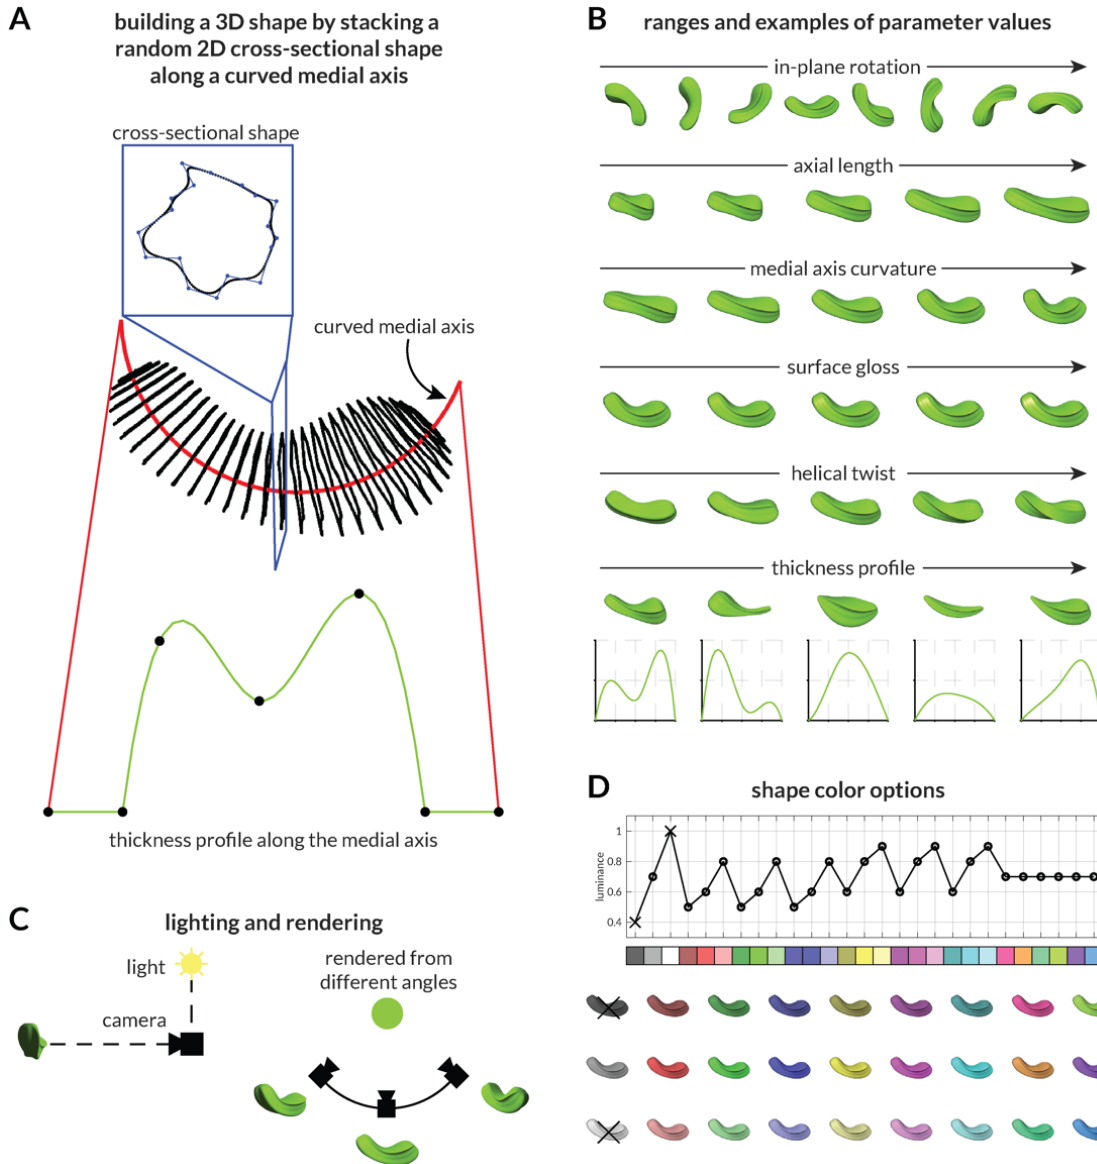 A
building a 3D shape by stacking a
random 2D cross-sectional shape
along a curved medial axis
cross-sectional shape
curved medial axis
thickness profile along the medial axis
B
ranges and examples of parameter values
in-plane rotation
axial length
medial axis curvature
surface gloss
helical twist
thickness profile
C
lighting and rendering
light
camera
rendered from
different angles
D
shape color options
luminance
1
0.8
0.6
0.4